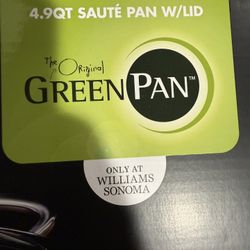 4.9QT SAUTÉ PAN W/LID
The Original
GREENPAN™
ONLY AT
WILLIAMS
SONOMA